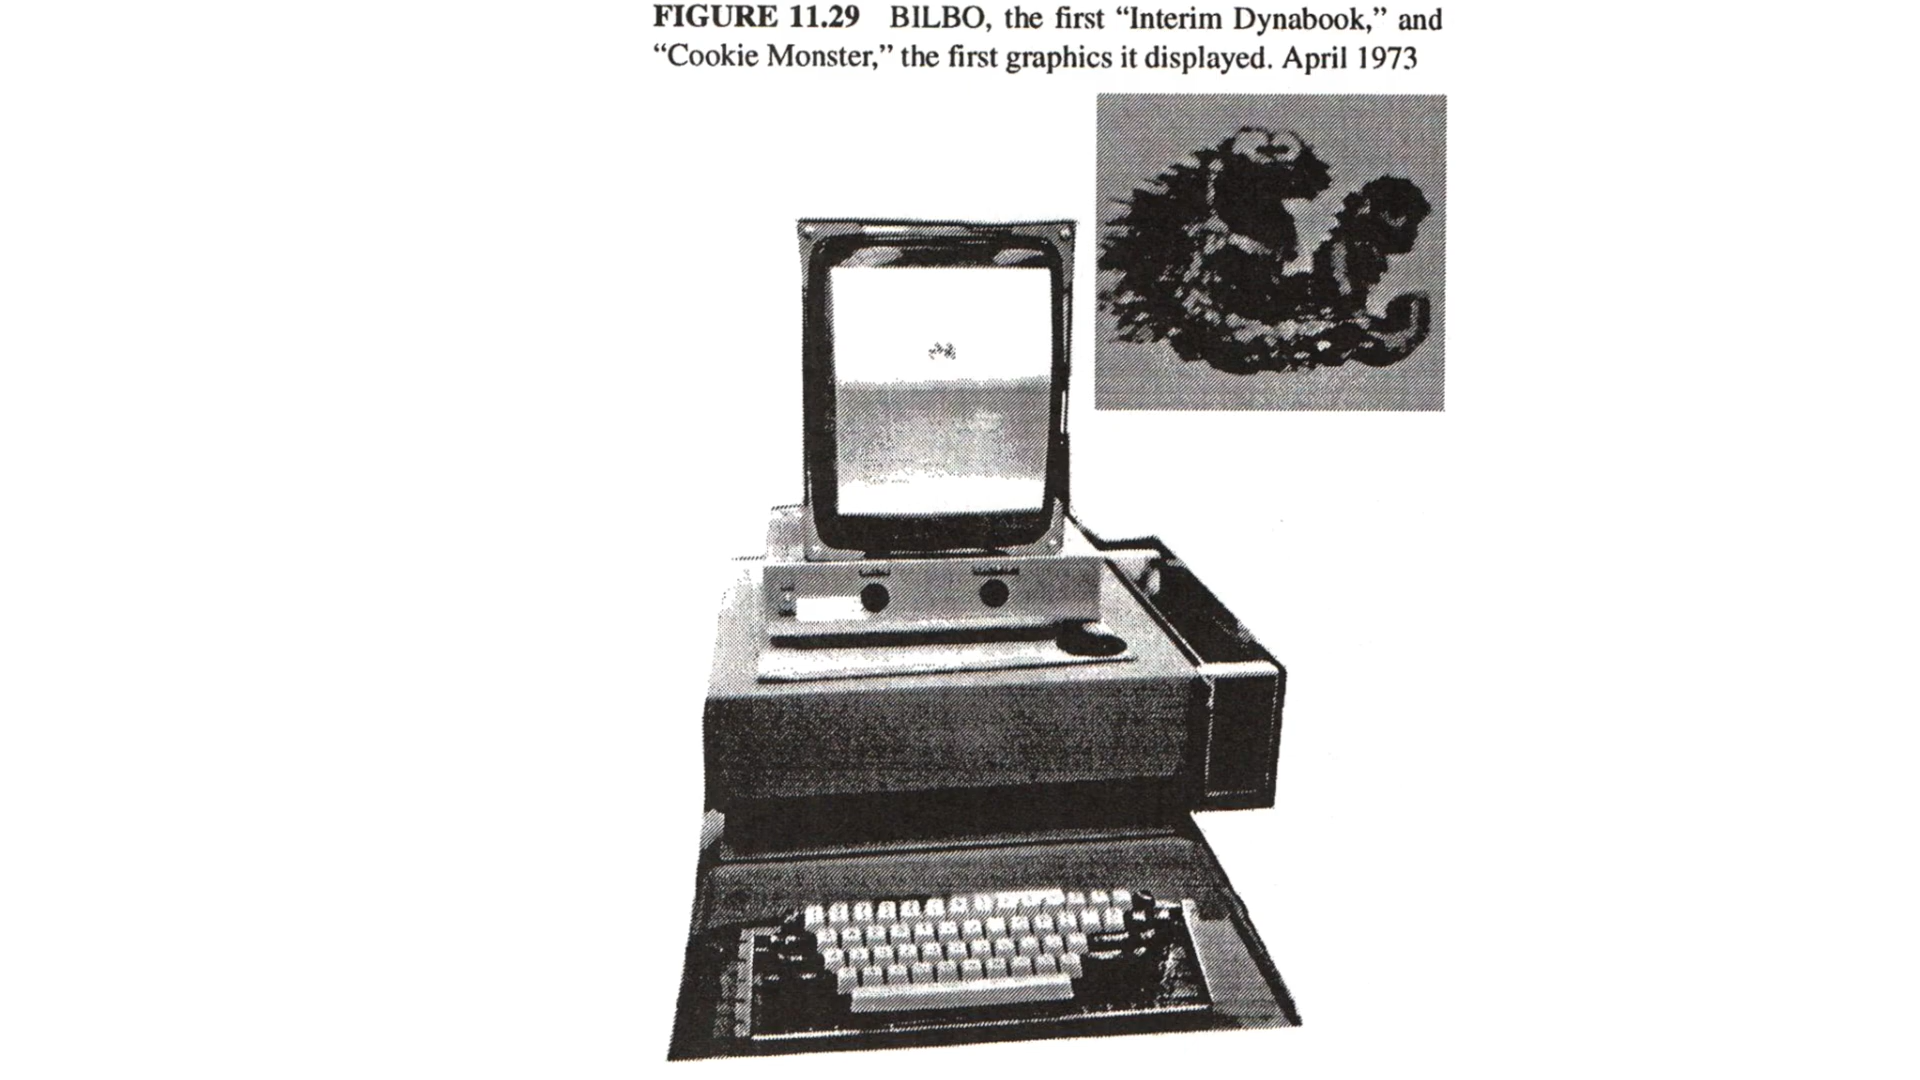 FIGURE 11.29 BILBO, the first “Interim Dynabook,” and
“Cookie Monster,” the first graphics it displayed. April 1973